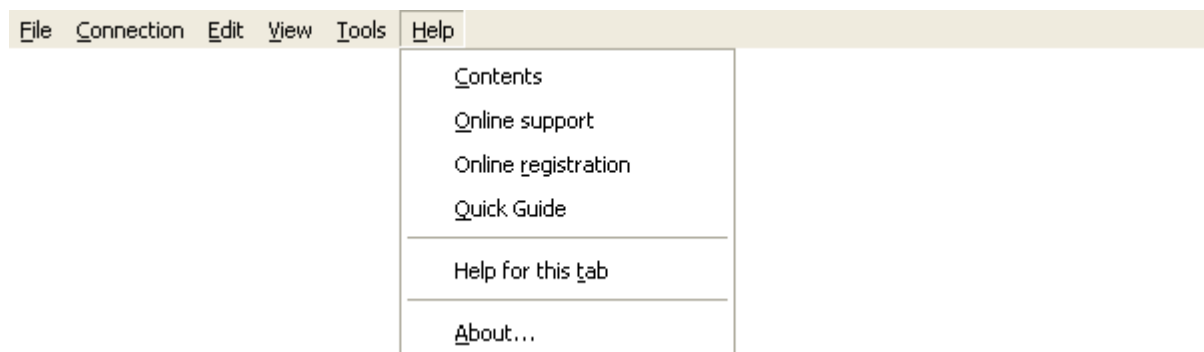 File Connection Edit View Tools Help
Contents
Online support
Online registration
Quick Guide
Help for this tab
About...